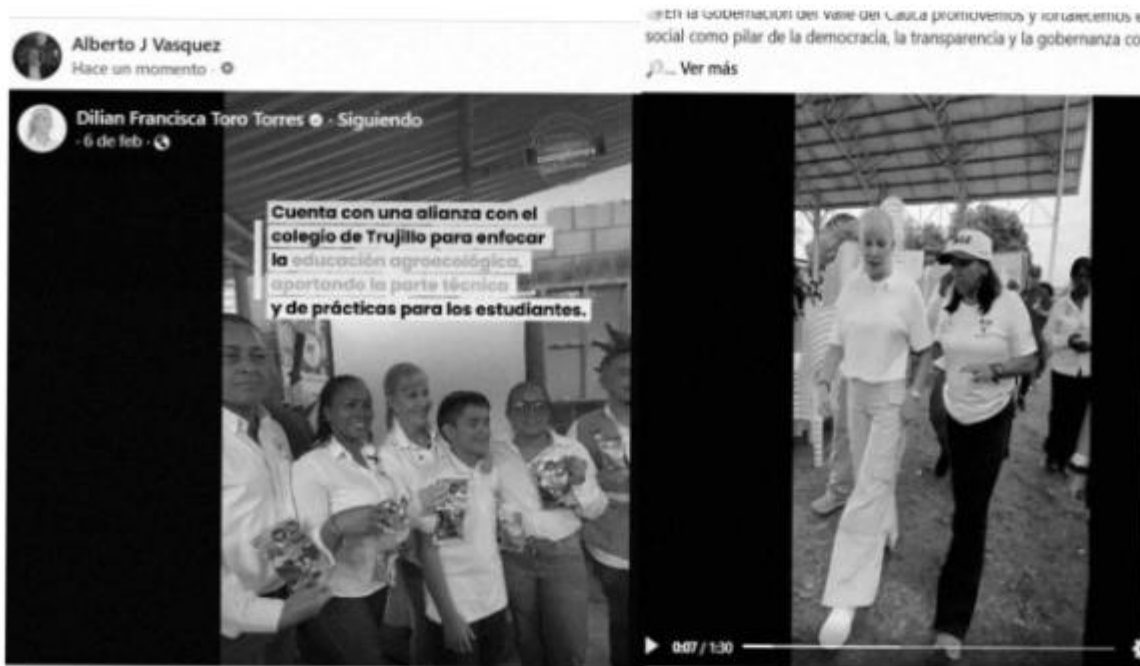 Alberto J Vasquez
Hace un momento
Dilian Francisca Toro Torres · Siguiendo
· 6 de feb ·
Cuenta con una alianza con el
colegio de Trujillo para enfocar
la educación agroecológica,
aportando la parte técnica
y de prácticas para los estudiantes.
En la Gobernación del Valle del Cauca promovemos y fortalecemos
social como pilar de la democracia, la transparencia y la gobernanza co
... Ver más
0:07 / 1:30